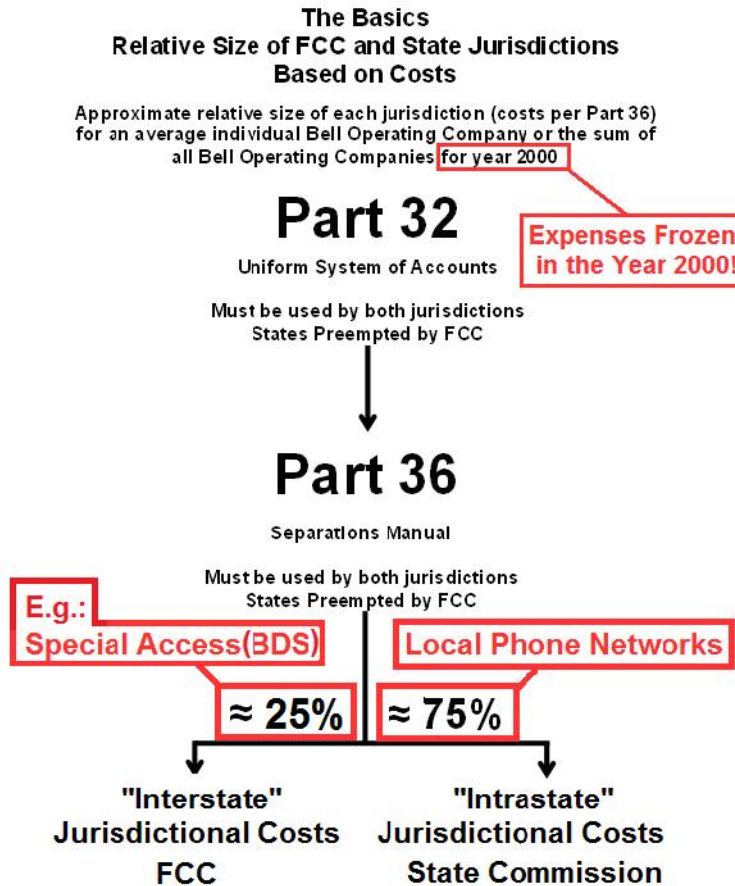 The Basics
Relative Size of FCC and State Jurisdictions
Based on Costs
Approximate relative size of each jurisdiction (costs per Part 36)
for an average individual Bell Operating Company or the sum of
all Bell Operating Companies for year 2000
Part 32
Expenses Frozen
in the Year 2000!
Uniform System of Accounts
Must be used by both jurisdictions
States Preempted by FCC
Part 36
Separations Manual
Must be used by both jurisdictions
States Preempted by FCC
E.g.:
Special Access(BDS)
Local Phone Networks
≈ 25%
≈ 75%
"Interstate"
Jurisdictional Costs
FCC
"Intrastate"
Jurisdictional Costs
State Commission